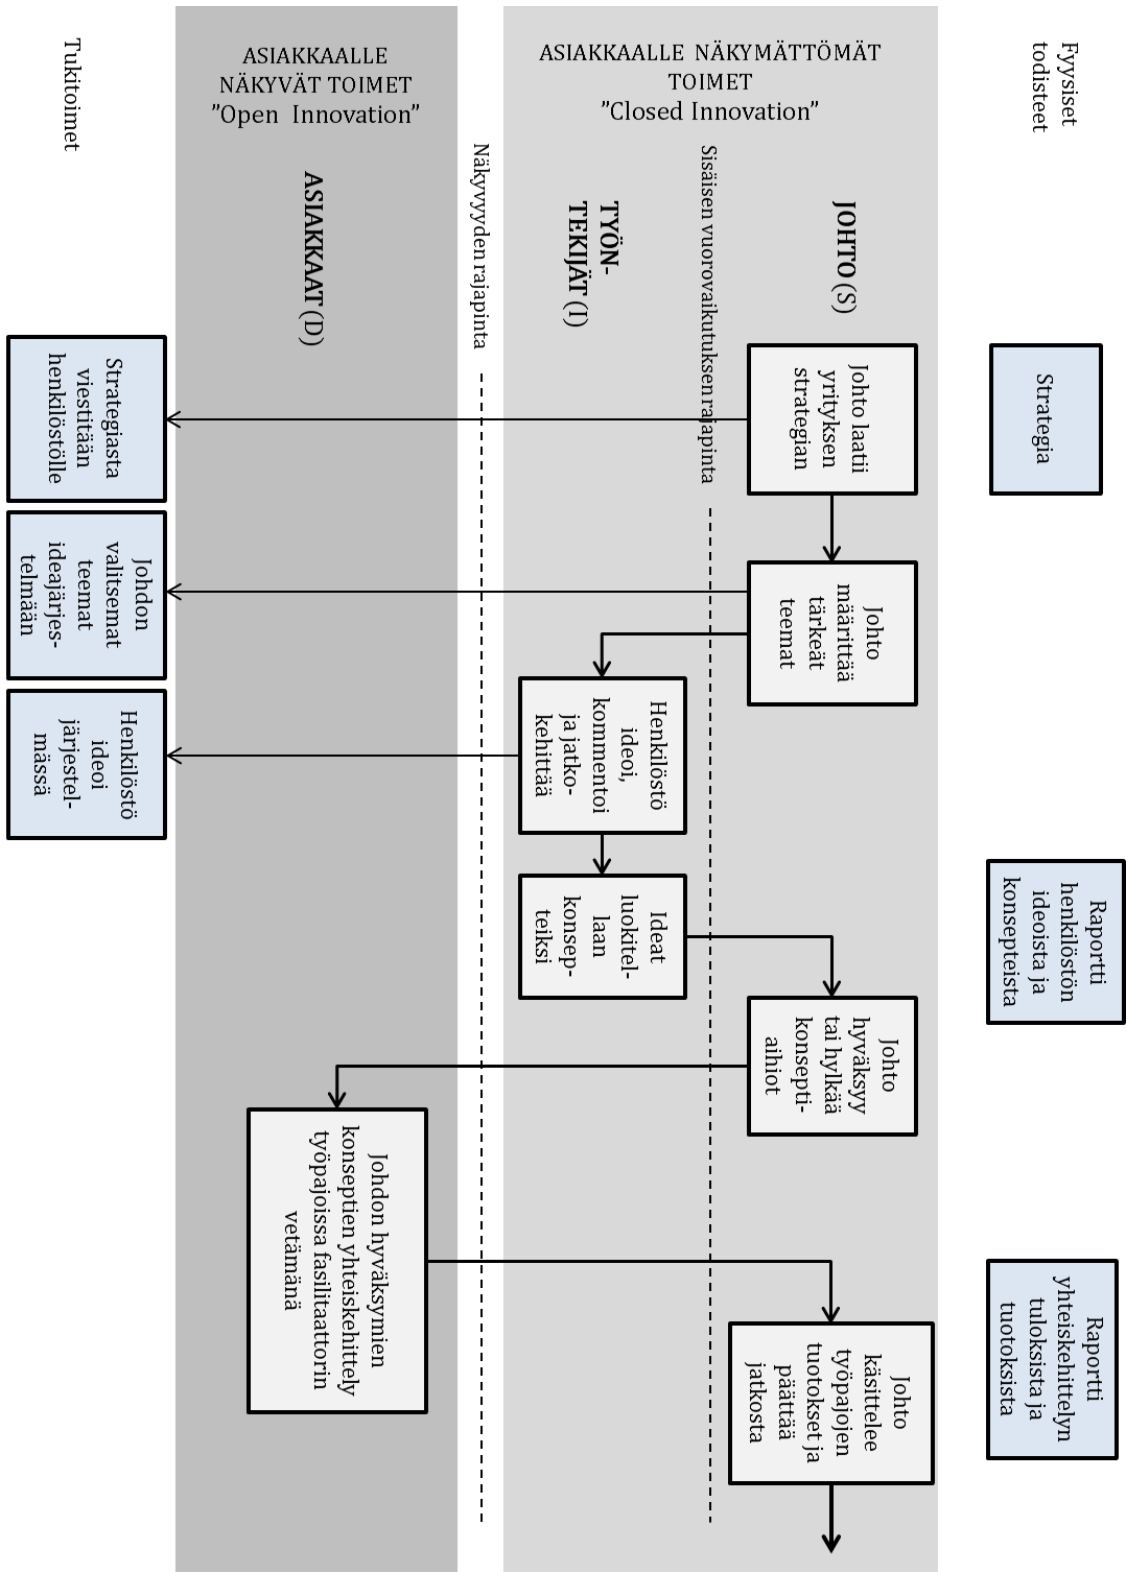 Fyysiset
todisteet
Strategia
Raportti
henkilöstön
ideoista ja
konsepteista
Raportti
yhteiskehittelyn
tuloksista ja
tuotoksista
ASIAKKAALLE NÄKYMÄTTÖMÄT
TOIMET
"Closed Innovation"
JOHTO (S)
Johto laatii
yrityksen
strategian
Johto
määrittää
tärkeät
teemat
Johto
hyväksyy
tai hylkää
konsepti-
aihiot
Johto
käsittelee
työpajojen
tuotokset ja
päättää
jatkosta
Sisäisen vuorovaikutuksen rajapinta
TYÖN-
TEKIJÄT (I)
Henkilöstö
ideoi,
kommentoi
ja jatko-
kehittää
Ideat
luokitel-
laan
konsep-
teiksi
Näkyvyyden rajapinta
ASIAKKAALLE
NÄKYVÄT TOIMET
"Open Innovation"
ASIAKKAAT (D)
Johdon hyväksymien
konseptien yhteiskehittely
työpajoissa fasilitaattorin
vetämänä
Tukitoimet
Strategiasta
viestitään
henkilöstölle
Johdon
valitsemat
teemat
ideajärjes-
telmään
Henkilöstö
ideoi
järjestel-
mässä